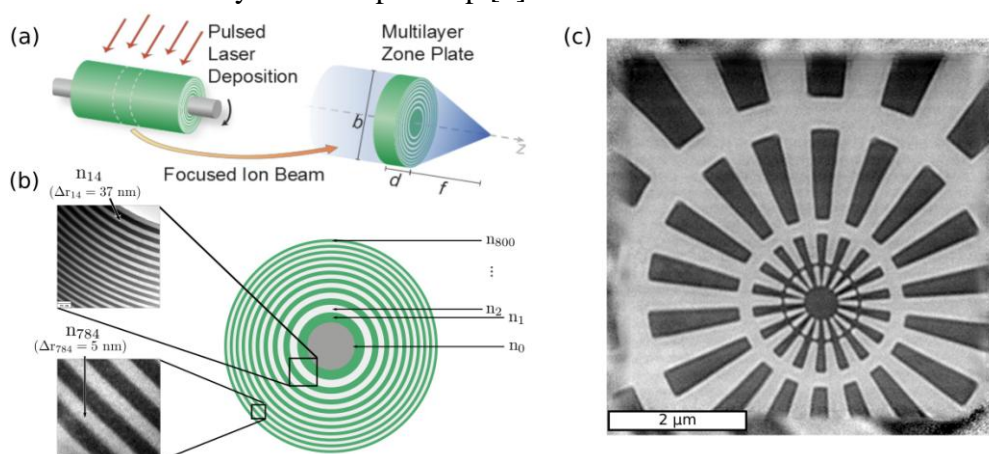 (a)
Pulsed
Laser
Deposition
Multilayer
Zone Plate
b
z
d
f
Focused Ion Beam
(b)
n14
(Δr14 = 37 nm)
n800
⋮
n2
n1
n0
n784
(Δr784 = 5 nm)
(c)
2 μm